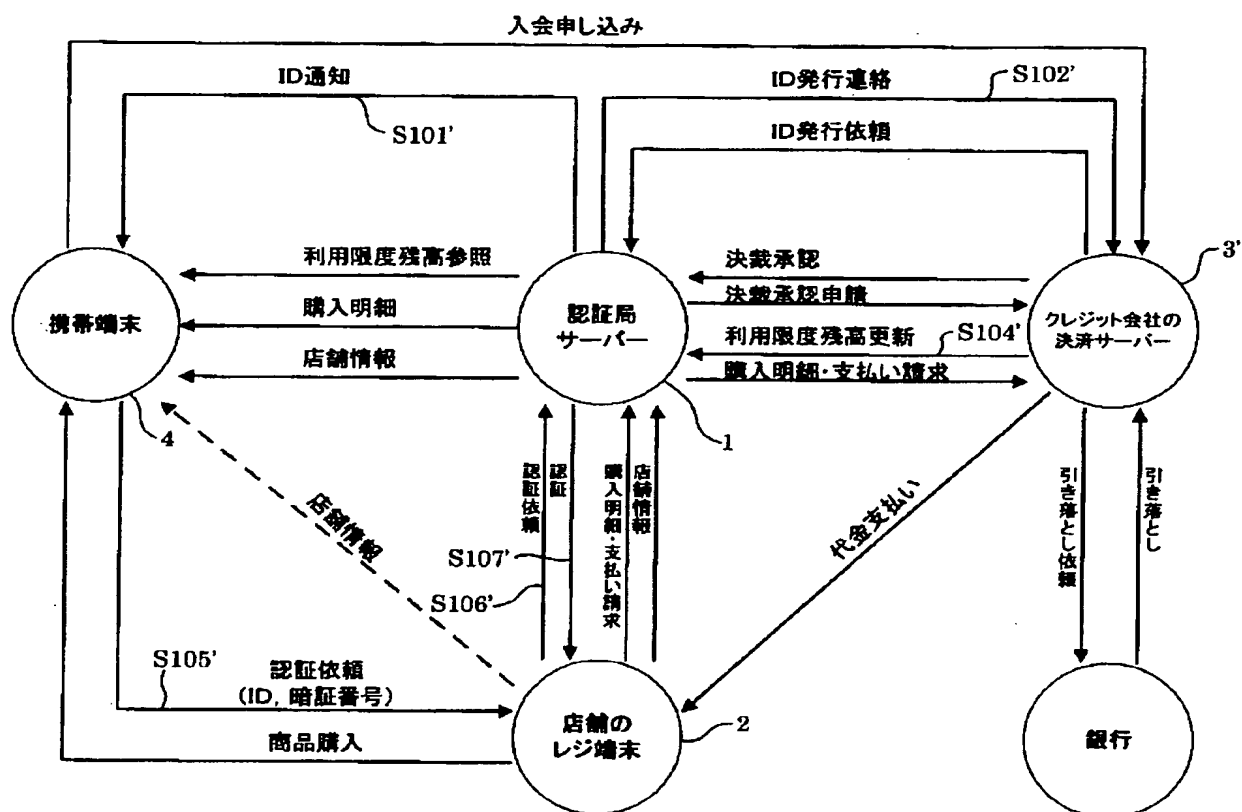 入会申し込み
ID通知
ID発行連絡
S102'
S101'
ID発行依頼
利用限度残高参照
決裁承認
3'
購入明細
決裁承認申請
携帯端末
認証局
サーバー
クレジット会社の
決済サーバー
利用限度残高更新
S104'
店舗情報
購入明細・支払い請求
4
1
認証依頼
認証
購入明細・支払い請求
店舗情報
店舗情報
代金支払い
引き落とし依頼
引き落とし
S107'
S106'
S105'
認証依頼
(ID, 暗証番号)
商品購入
店舗の
レジ端末
2
銀行